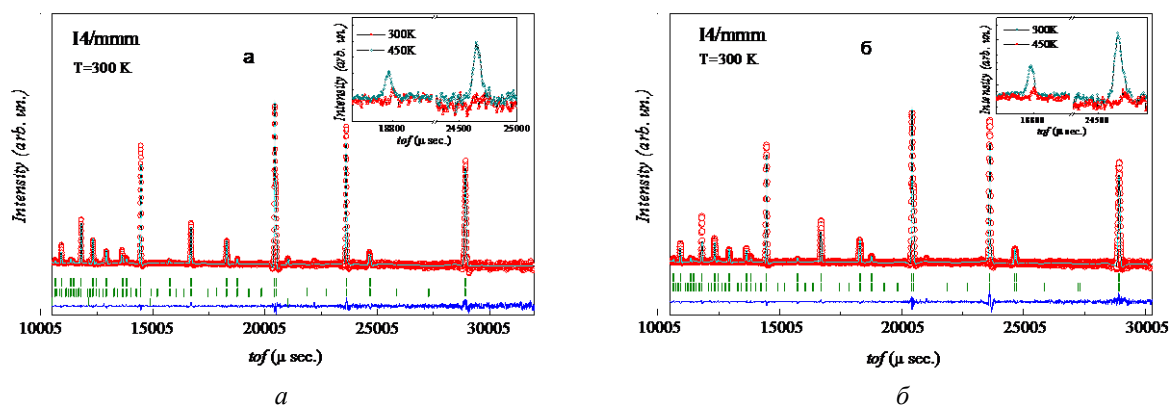 I4/mmm
T=300 K
а
300K
450K
Intensity (arb. un.)
18800
24500
25000
tof (μ sec.)
Intensity (arb. un.)
10005
15005
20005
25005
30005
tof (μ sec.)
а
I4/mmm
T=300 K
б
300K
450K
Intensity (arb. un.)
18800
24500
tof (μ sec.)
Intensity (arb. un.)
10005
15005
20005
25005
30005
tof (μ sec.)
б